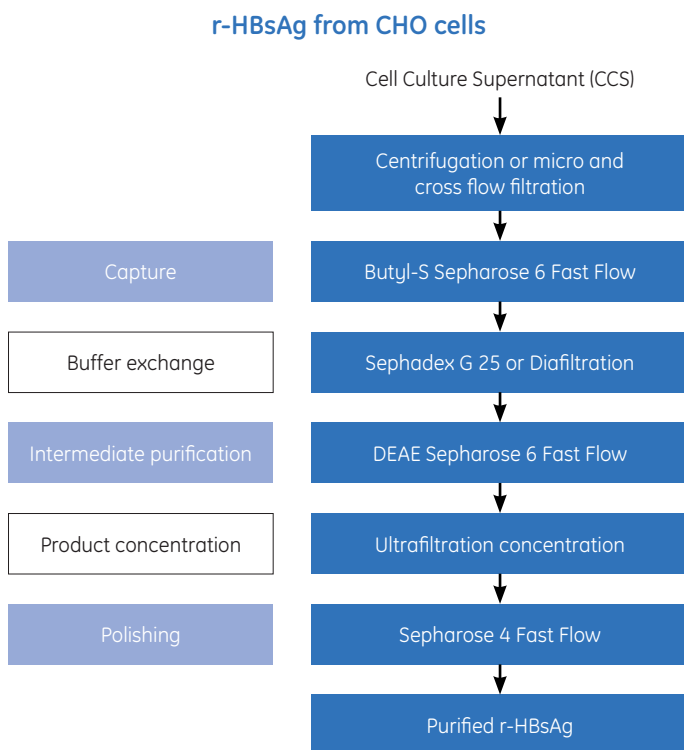 r-HBsAg from CHO cells
Cell Culture Supernatant (CCS)
Centrifugation or micro and
cross flow filtration
Capture
Butyl-S Sepharose 6 Fast Flow
Buffer exchange
Sephadex G 25 or Diafiltration
Intermediate purification
DEAE Sepharose 6 Fast Flow
Product concentration
Ultrafiltration concentration
Polishing
Sepharose 4 Fast Flow
Purified r-HBsAg